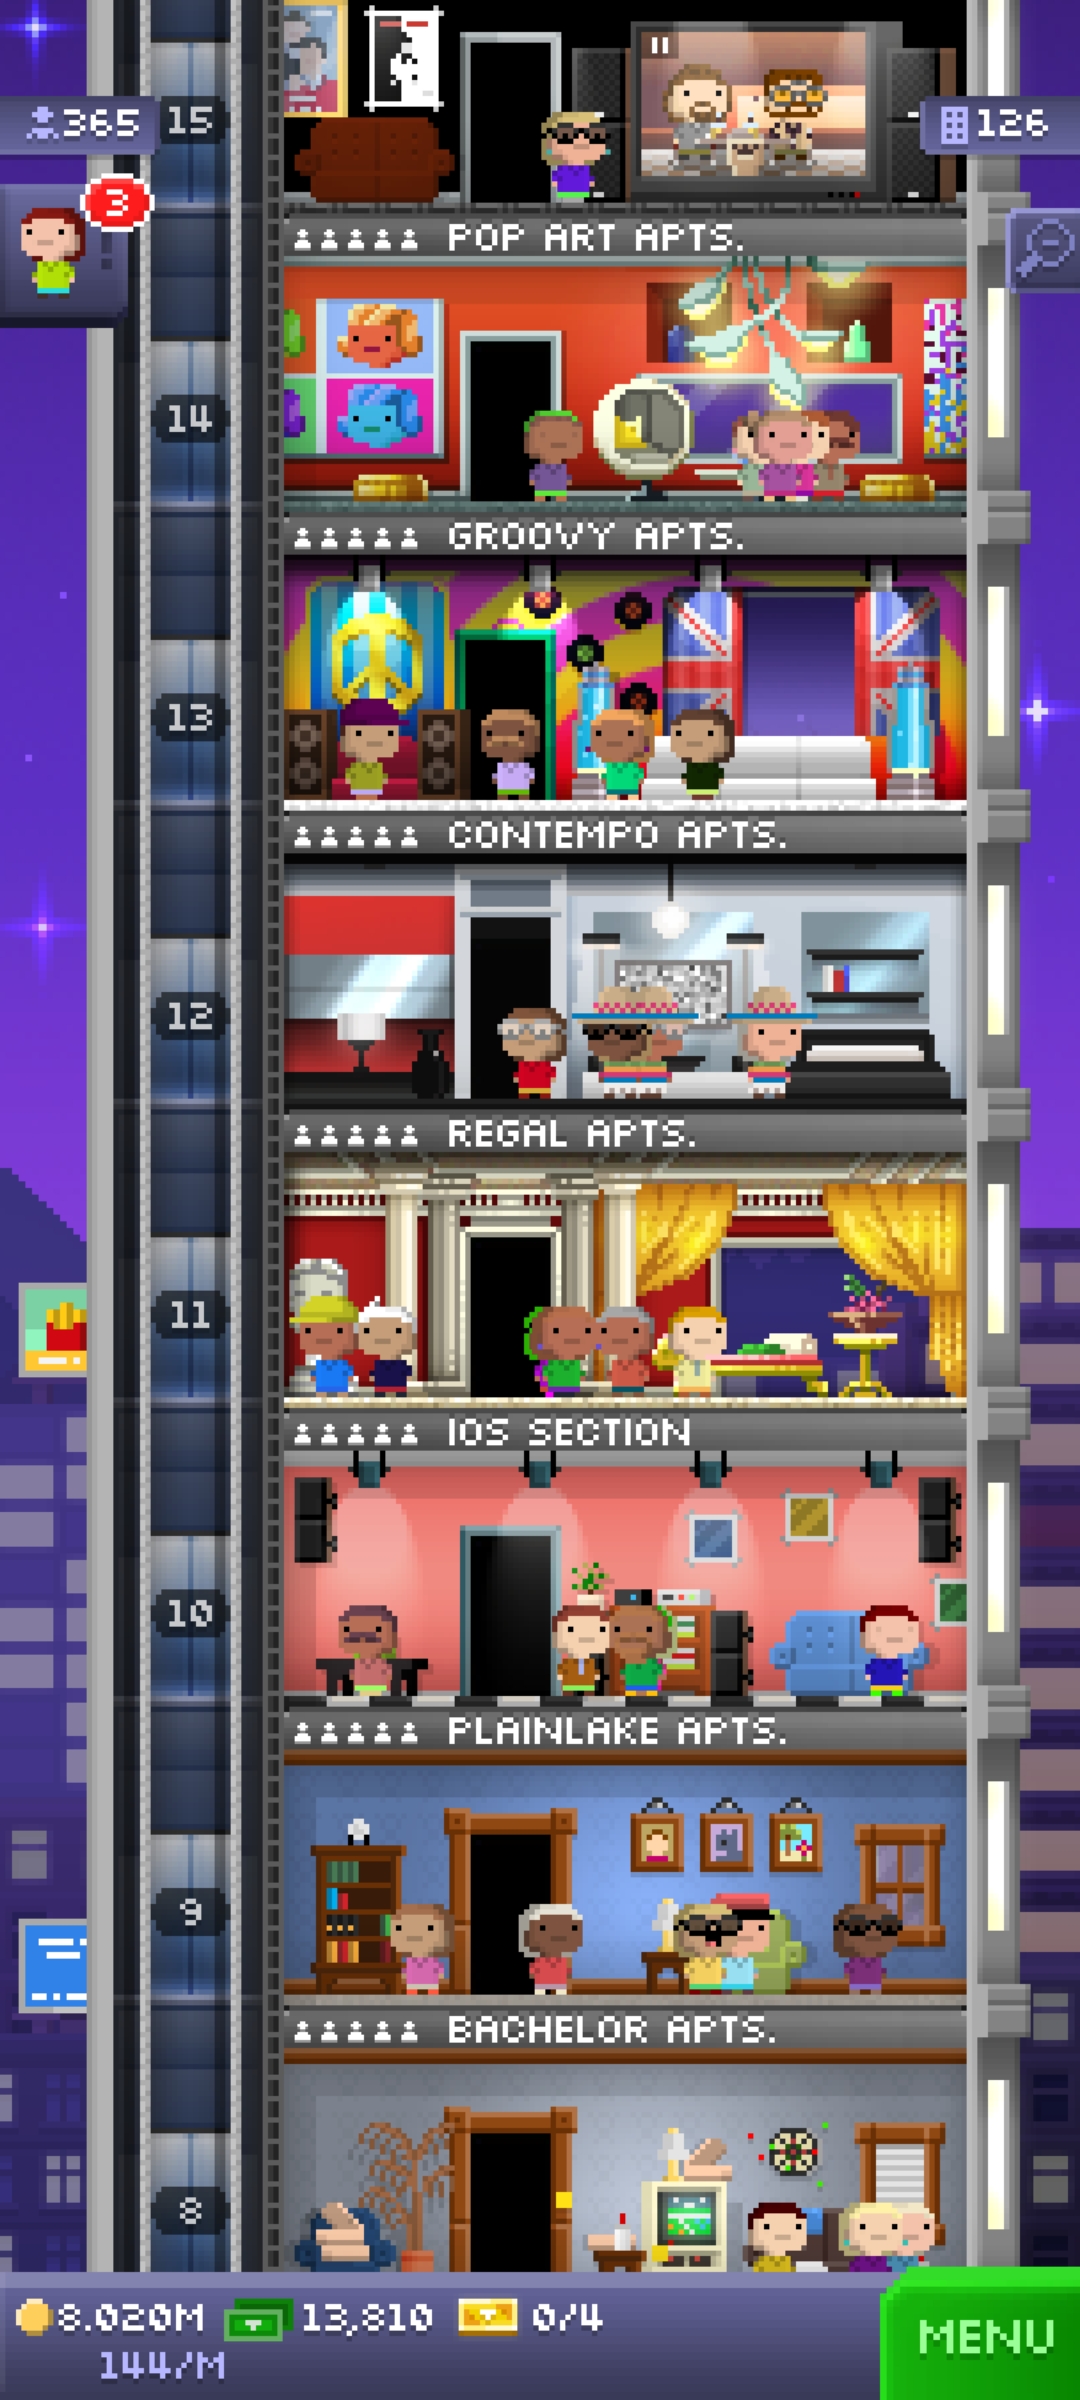 15
365
126
3
POP ART APTS.
14
GROOVY APTS.
13
CONTEMPO APTS.
12
REGAL APTS.
11
IOS SECTION
10
PLAINLAKE APTS.
9
BACHELOR APTS.
8
8.020M 13,810 0/4
144/M
MENU